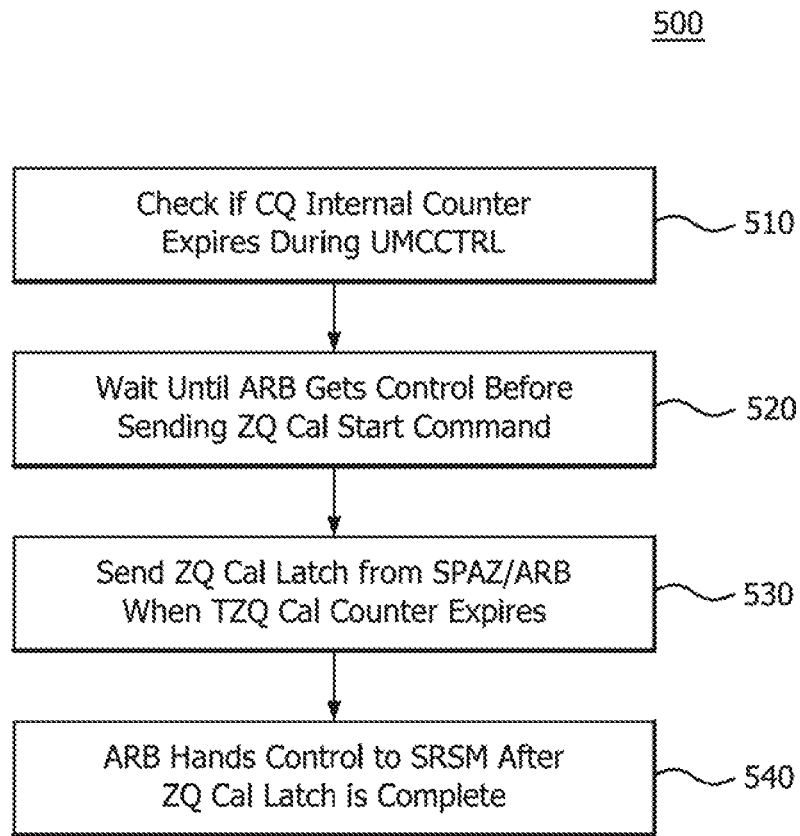 500
Check if CQ Internal Counter
Expires During UMCCTRL
510
Wait Until ARB Gets Control Before
Sending ZQ Cal Start Command
520
Send ZQ Cal Latch from SPAZ/ARB
When TZQ Cal Counter Expires
530
ARB Hands Control to SRSM After
ZQ Cal Latch is Complete
540